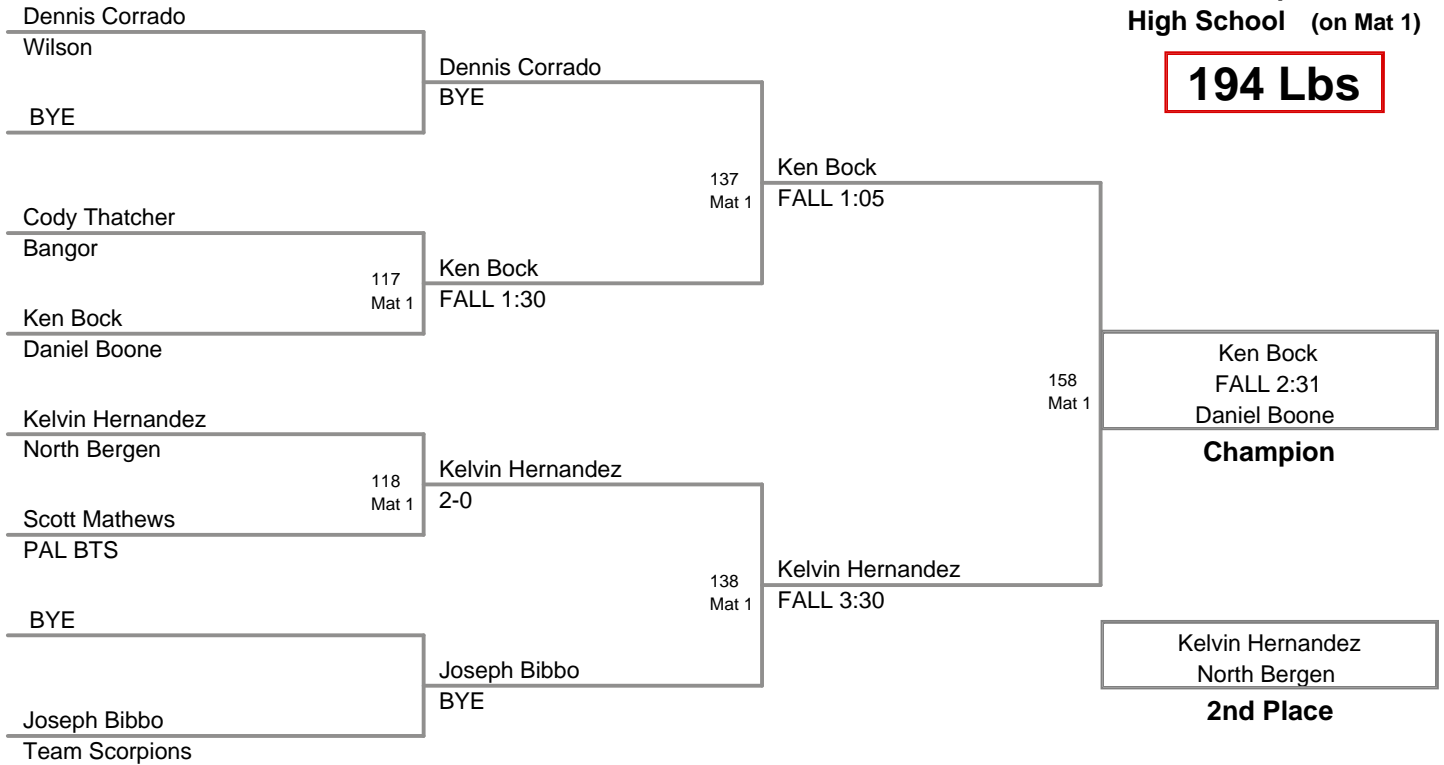 High School (on Mat 1)
194 Lbs
Dennis Corrado
Wilson
BYE
Cody Thatcher
Bangor
117
Mat 1
Ken Bock
Daniel Boone
Kelvin Hernandez
North Bergen
118
Mat 1
Scott Mathews
PAL BTS
BYE
Joseph Bibbo
Team Scorpions
Dennis Corrado
BYE
137
Mat 1
Ken Bock
FALL 1:30
Kelvin Hernandez
2-0
138
Mat 1
Joseph Bibbo
BYE
Ken Bock
FALL 1:05
158
Mat 1
Kelvin Hernandez
FALL 3:30
Ken Bock
FALL 2:31
Daniel Boone
Champion
Kelvin Hernandez
North Bergen
2nd Place